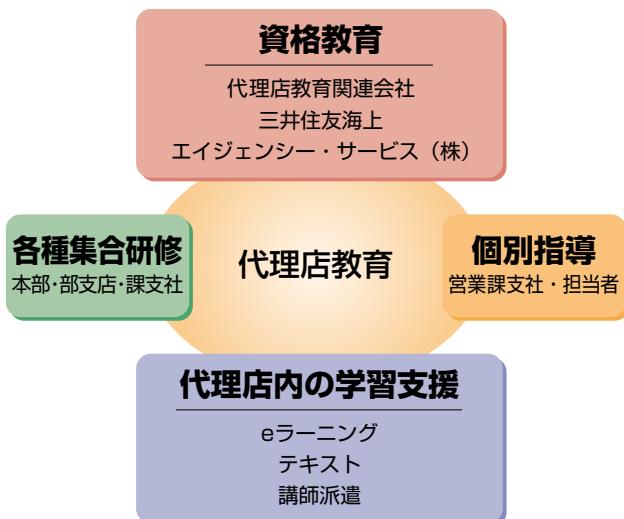 資格教育
代理店教育関連会社
三井住友海上
エイジェンシー・サービス（株）
各種集合研修
本部・部支店・課支社
代理店教育
個別指導
営業課支社・担当者
代理店内の学習支援
eラーニング
テキスト
講師派遣